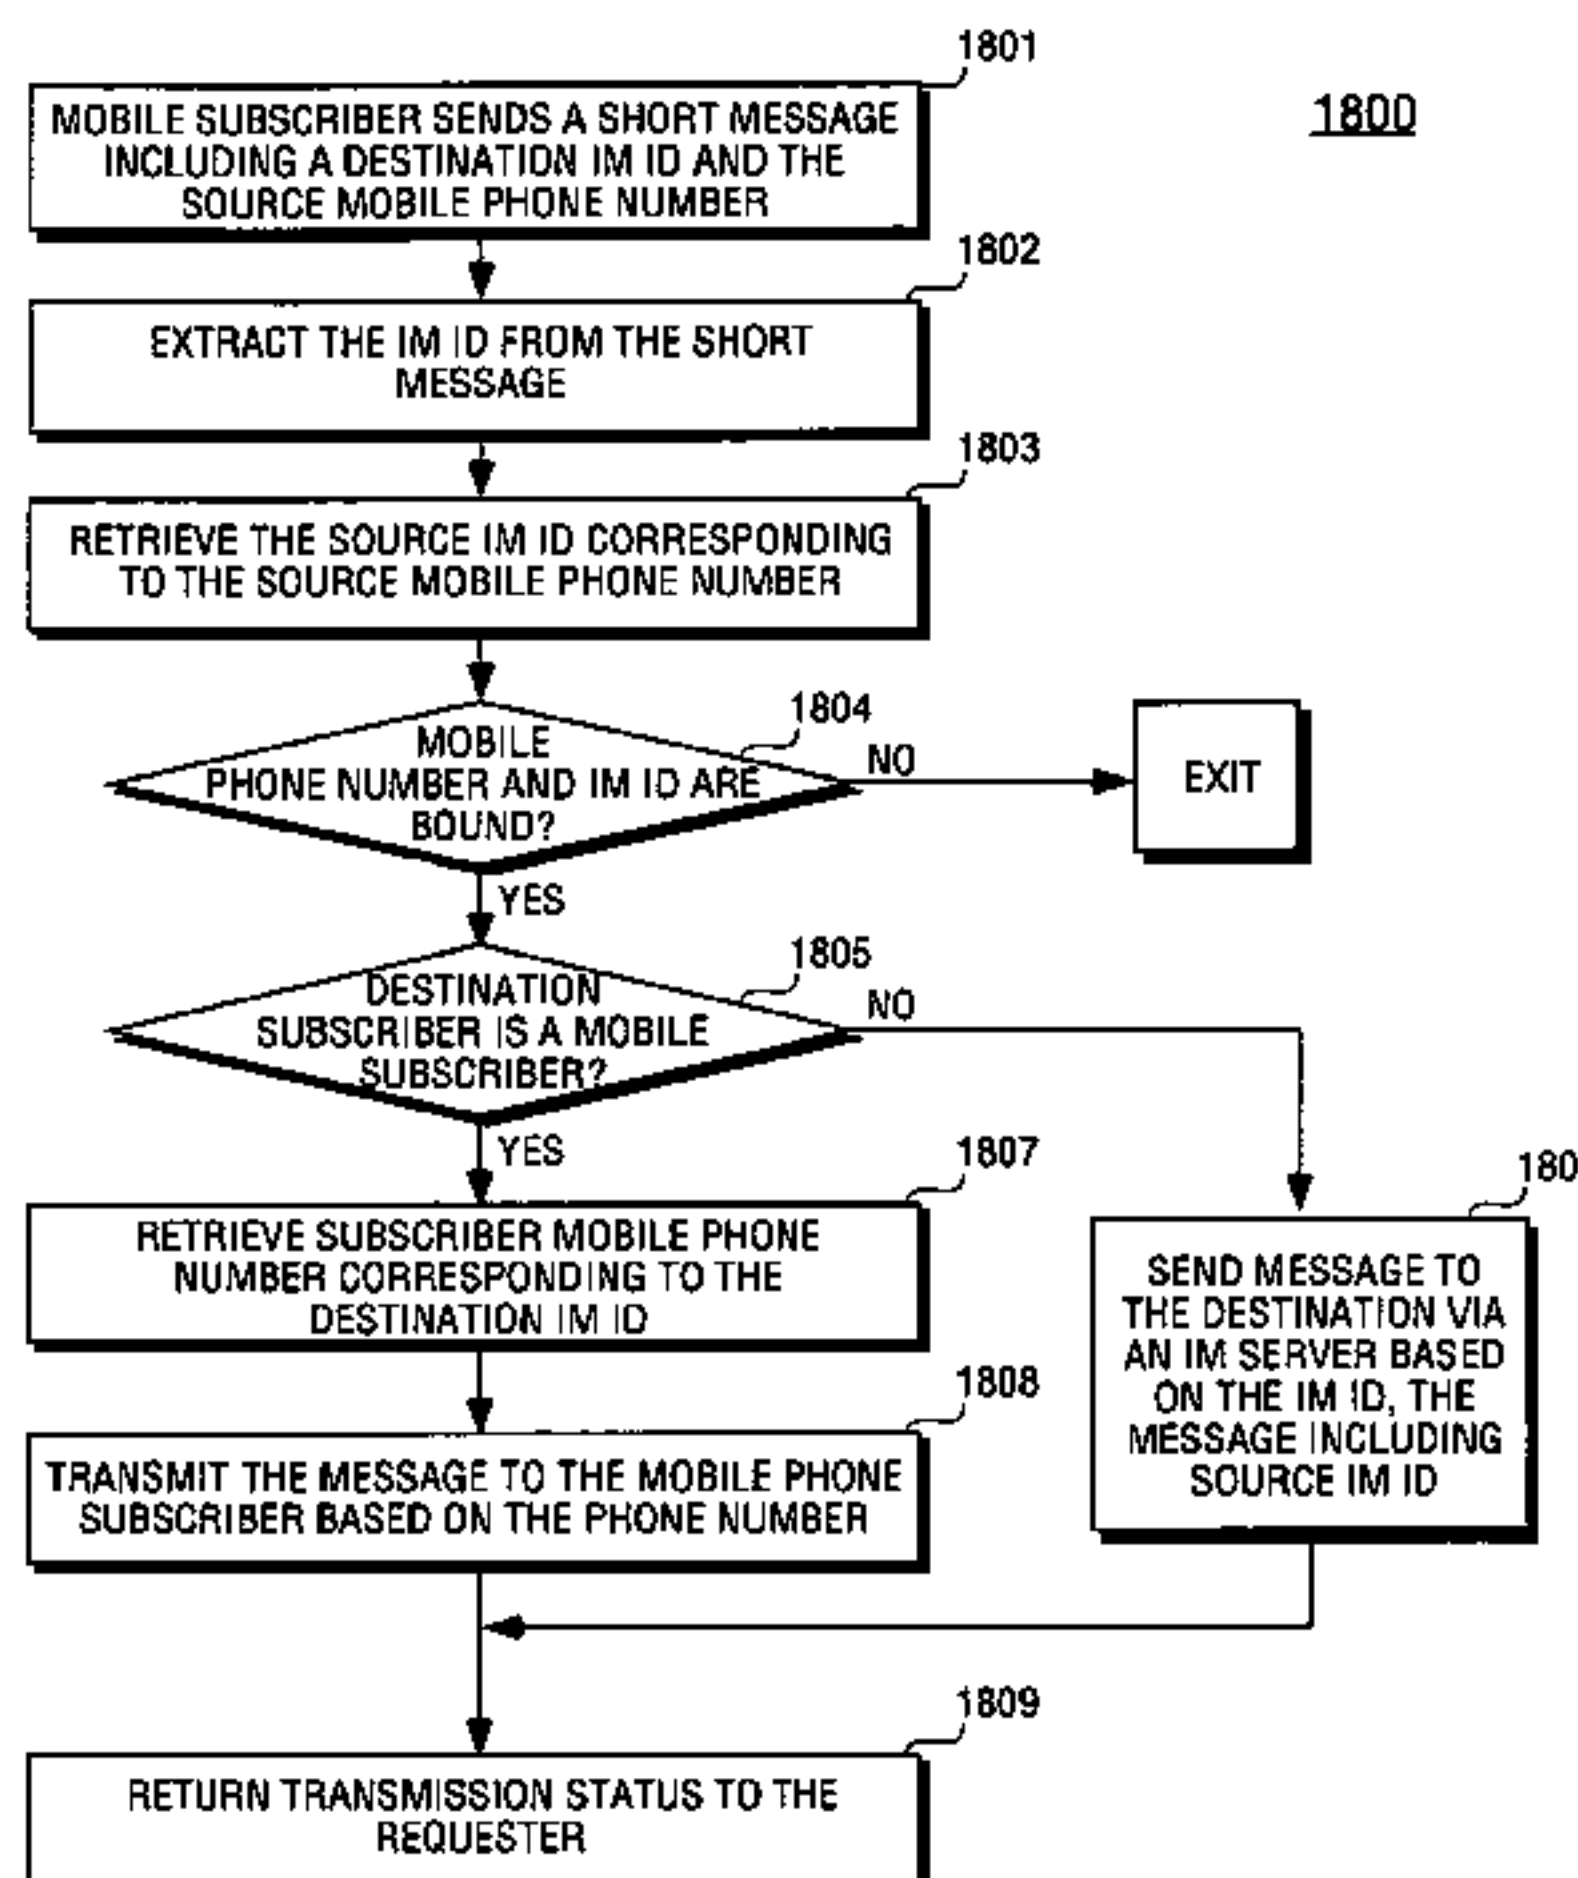 1801
1800
MOBILE SUBSCRIBER SENDS A SHORT MESSAGE
INCLUDING A DESTINATION IM ID AND THE
SOURCE MOBILE PHONE NUMBER
1802
EXTRACT THE IM ID FROM THE SHORT
MESSAGE
1803
RETRIEVE THE SOURCE IM ID CORRESPONDING
TO THE SOURCE MOBILE PHONE NUMBER
1804
MOBILE
PHONE NUMBER AND IM ID ARE
BOUND?
NO
EXIT
YES
1805
DESTINATION
SUBSCRIBER IS A MOBILE
SUBSCRIBER?
NO
YES
1807
RETRIEVE SUBSCRIBER MOBILE PHONE
NUMBER CORRESPONDING TO THE
DESTINATION IM ID
180
SEND MESSAGE TO
THE DESTINATION VIA
AN IM SERVER BASED
ON THE IM ID, THE
MESSAGE INCLUDING
SOURCE IM ID
1808
TRANSMIT THE MESSAGE TO THE MOBILE PHONE
SUBSCRIBER BASED ON THE PHONE NUMBER
1809
RETURN TRANSMISSION STATUS TO THE
REQUESTER